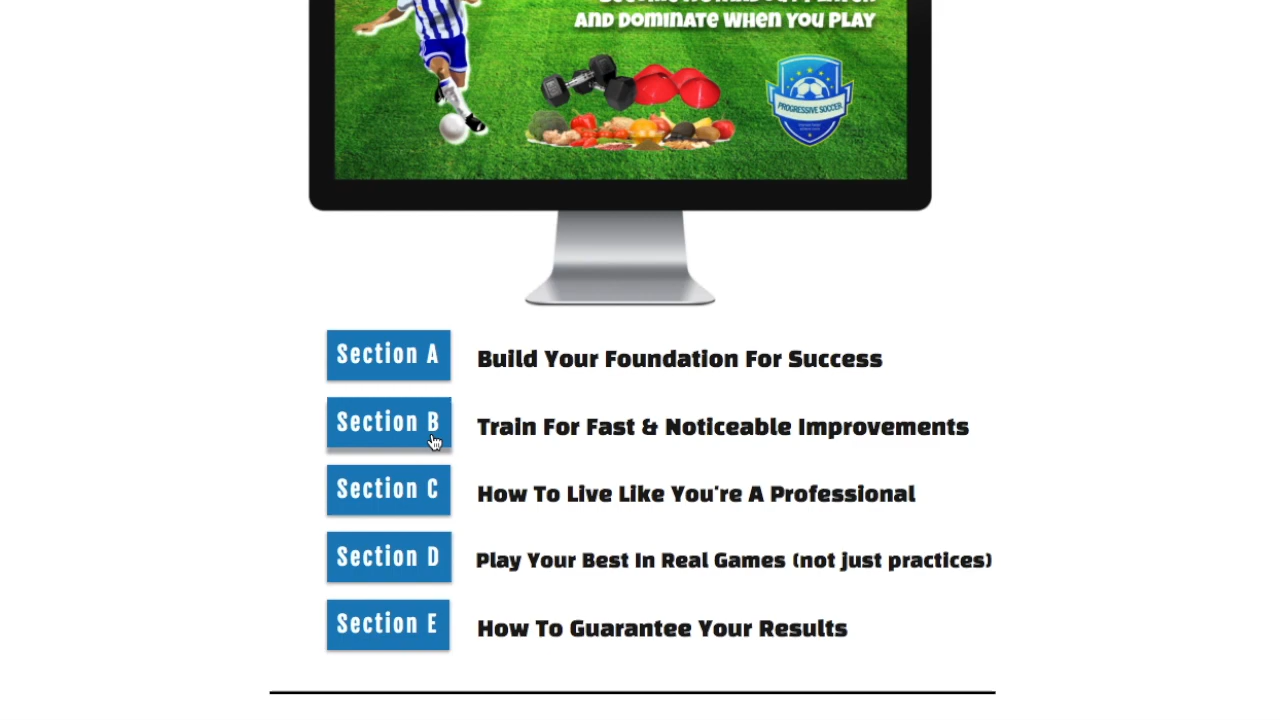 AND DOMINATE WHEN YOU PLAY
PROGRESSIVE SOCCER
Section A
Build Your Foundation For Success
Section B
Train For Fast & Noticeable Improvements
Section C
How To Live Like You're A Professional
Section D
Play Your Best In Real Games (not just practices)
Section E
How To Guarantee Your Results